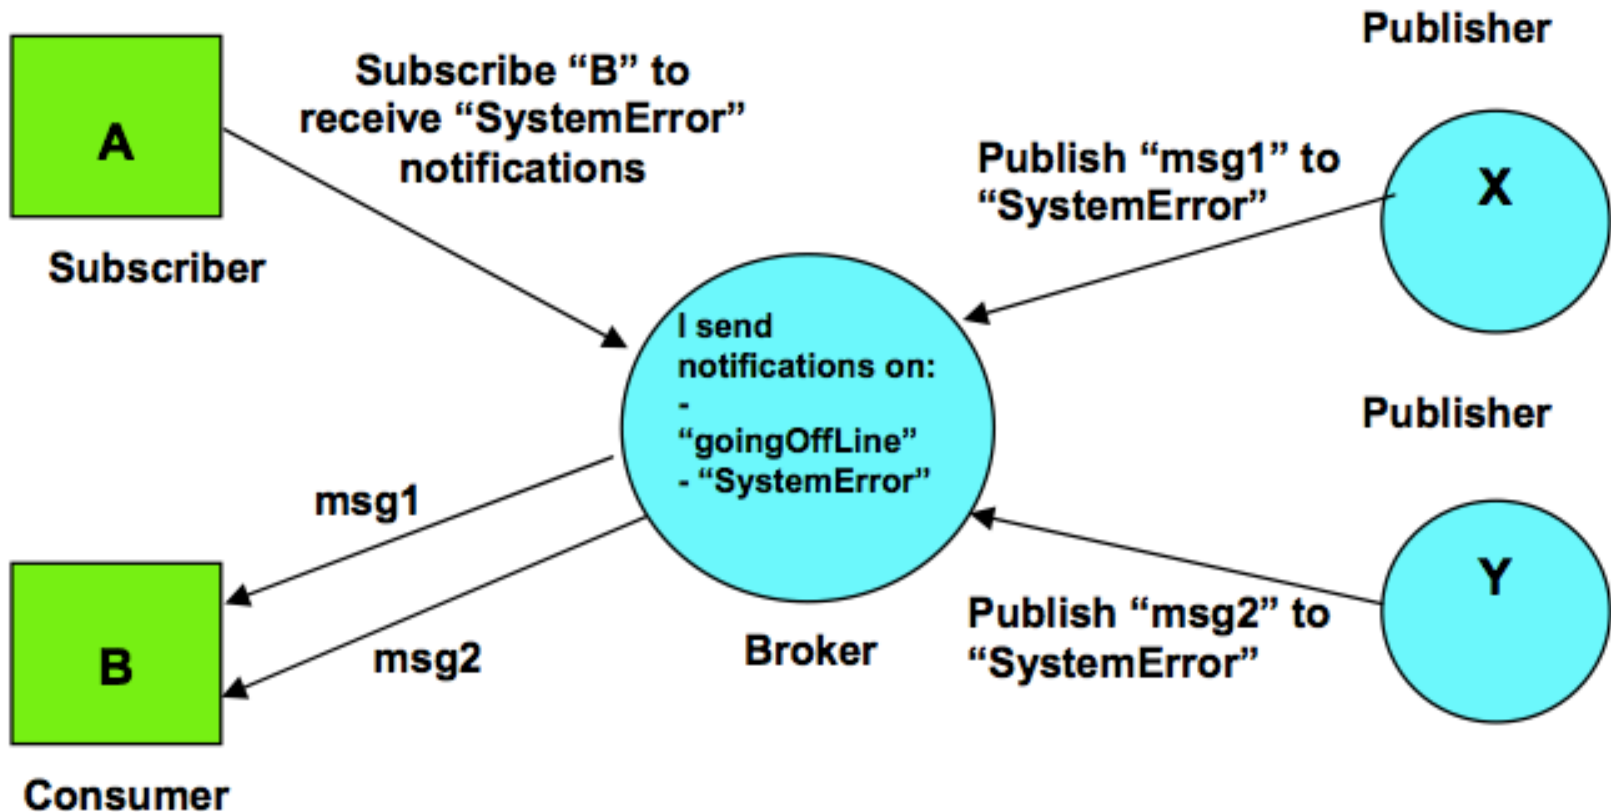 Publisher
A
Subscribe “B” to
receive “SystemError”
notifications
Subscriber
Publish “msg1” to
“SystemError”
X
I send
notifications on:
-
“goingOffLine”
- “SystemError”
Broker
Publisher
msg1
msg2
B
Consumer
Publish “msg2” to
“SystemError”
Y